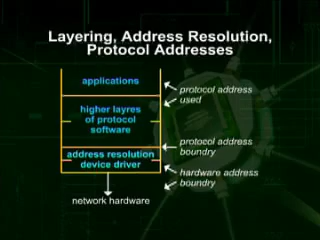 Layering, Address Resolution,
Protocol Addresses
applications
protocol address
used
higher layres
of protocol
software
protocol address
boundry
address resolution
device driver
hardware address
boundry
network hardware